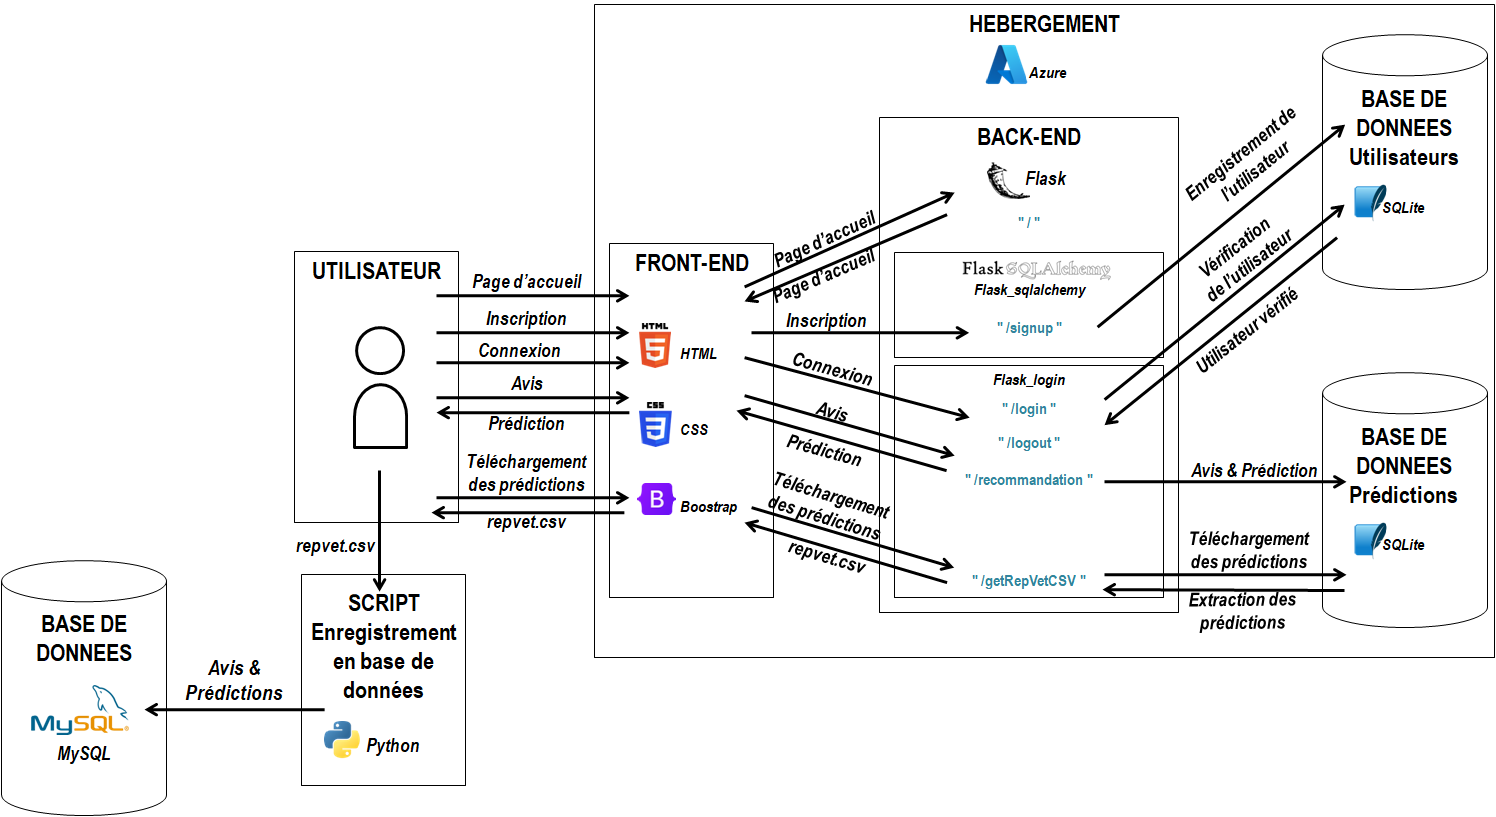 HEBERGEMENT
Azure
BASE DE
DONNEES
Utilisateurs
SQLite
BACK-END
Flask
" / "
Enregistrement de
l'utilisateur
Page d'accueil
Page d'accueil
UTILISATEUR
FRONT-END
Page d'accueil
Inscription
Connexion
Avis
Prédiction
Téléchargement
des prédictions
repvet.csv
HTML
HTML
CSS
CSS
B
Boostrap
Flask SQLAlchemy
Flask_sqlalchemy
" /signup "
Inscription
Vérification
de l'utilisateur
Utilisateur vérifié
Connexion
Flask_login
" /login "
" /logout "
" /recommandation "
" /getRepVetCSV "
Avis
Prédiction
Téléchargement
des prédictions
repvet.csv
Avis & Prédiction
Téléchargement
des prédictions
Extraction des
prédictions
BASE DE
DONNEES
Prédictions
SQLite
repvet.csv
SCRIPT
Enregistrement
en base de
données
Python
Avis &
Prédictions
BASE DE
DONNEES
MySQL
MySQL